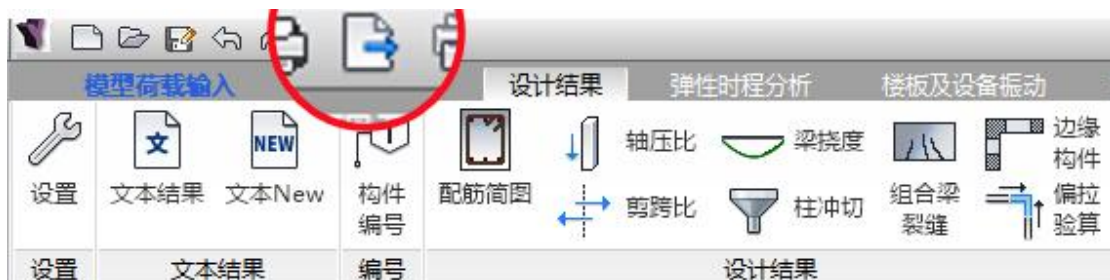 模型荷载输入 设计结果 弹性时程分析 楼板及设备振动
文 NEW 轴压比 梁挠度 边缘
构件
设置 文本结果 文本New 构件
编号 配筋简图 剪跨比 柱冲切 组合梁
裂缝 偏拉
验算
设置 文本结果 编号 设计结果